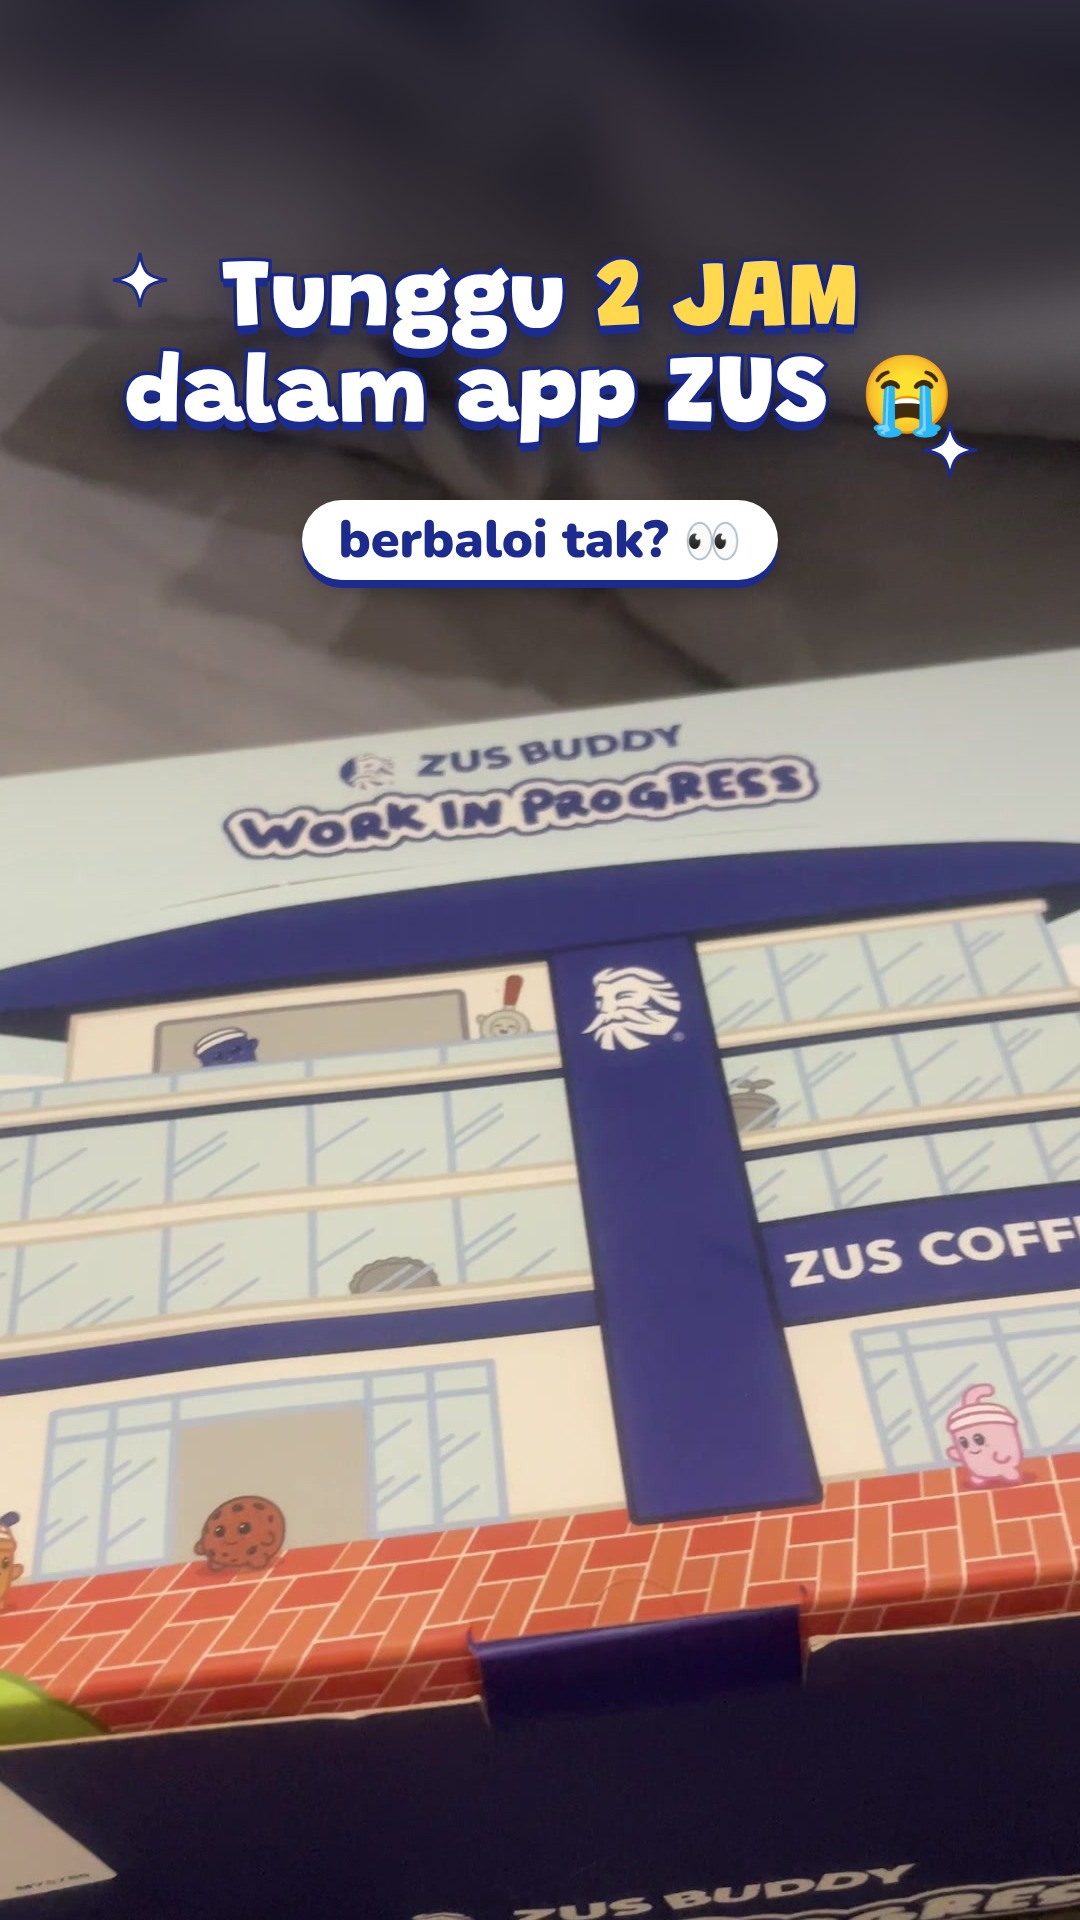 Tunggu 2 JAM
dalam app ZUS 😭
berbaloi tak? 👀
ZUS BUDDY
WORK IN PROGRESS
ZUS COFF
ZUS BUDDY